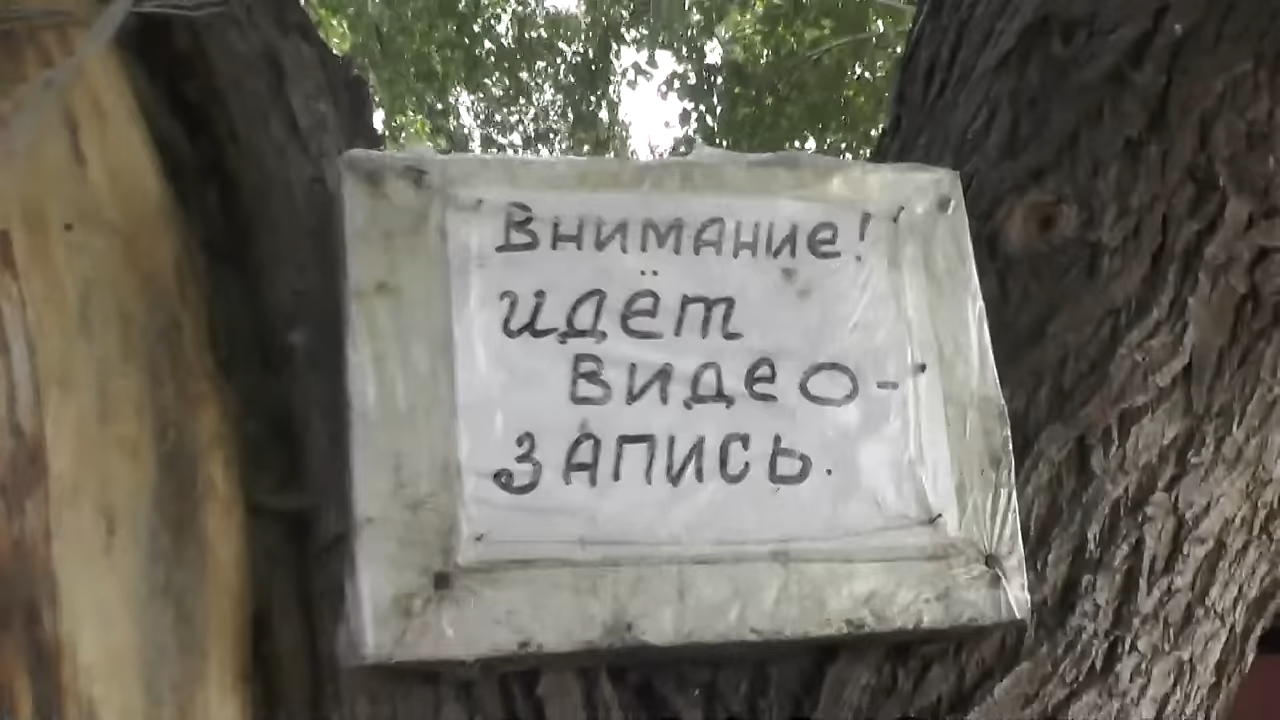 Внимание!
идёт
видео-
запись.